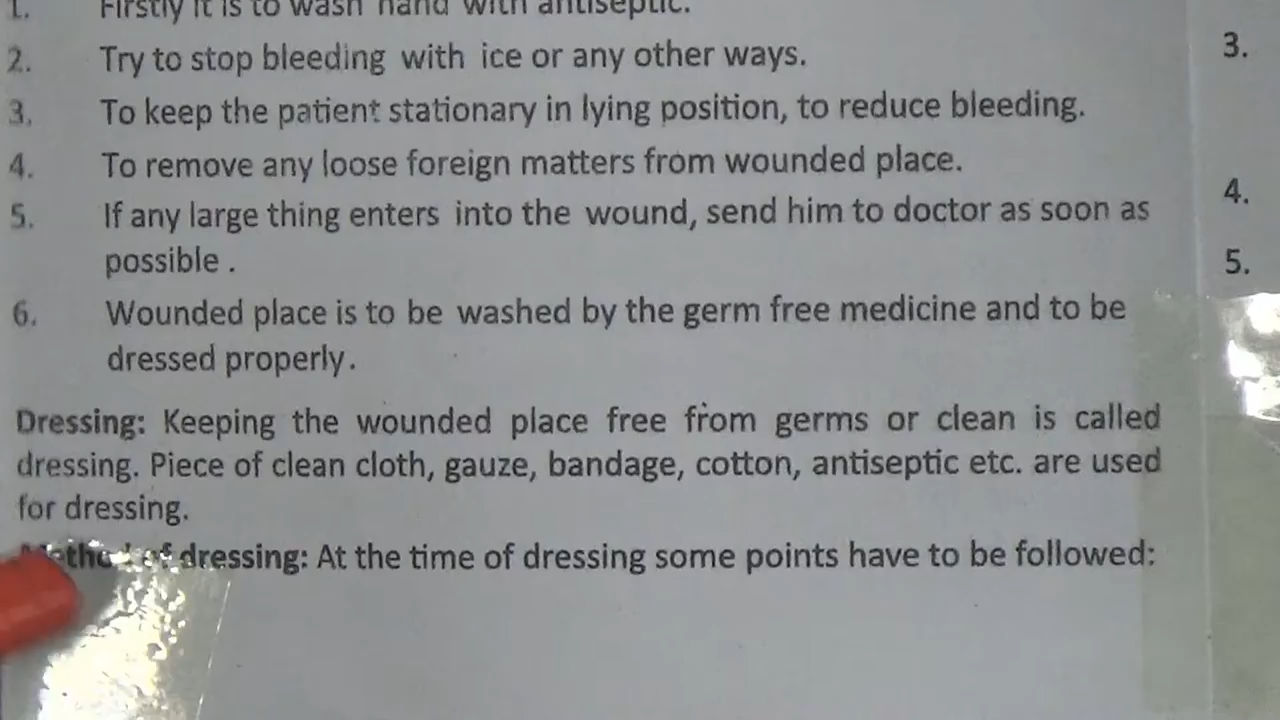 1. Firstly it is to wash hand with antiseptic.
2. Try to stop bleeding with ice or any other ways.
3. To keep the patient stationary in lying position, to reduce bleeding.
4. To remove any loose foreign matters from wounded place.
5. If any large thing enters into the wound, send him to doctor as soon as
possible .
6. Wounded place is to be washed by the germ free medicine and to be
dressed properly.
Dressing: Keeping the wounded place free from germs or clean is called
dressing. Piece of clean cloth, gauze, bandage, cotton, antiseptic etc. are used
for dressing.
Method of dressing: At the time of dressing some points have to be followed:
3.
4.
5.